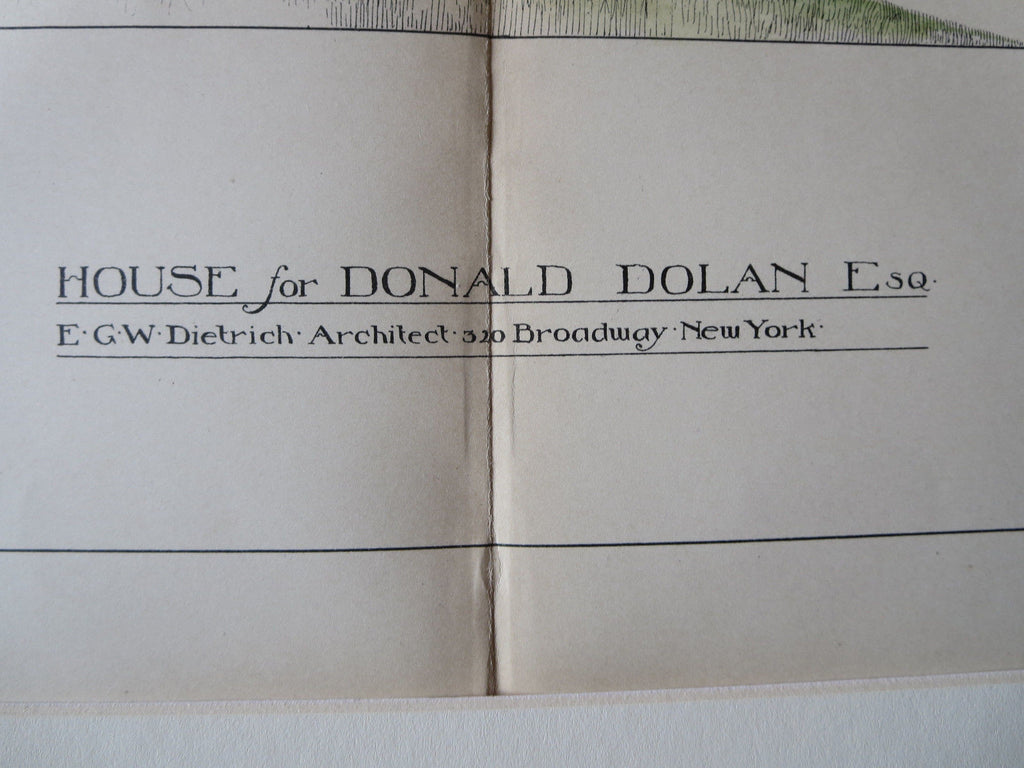 HOUSE for DONALD DOLAN Esq.
E·G·W·Dietrich· Architect·320 Broadway·New York·